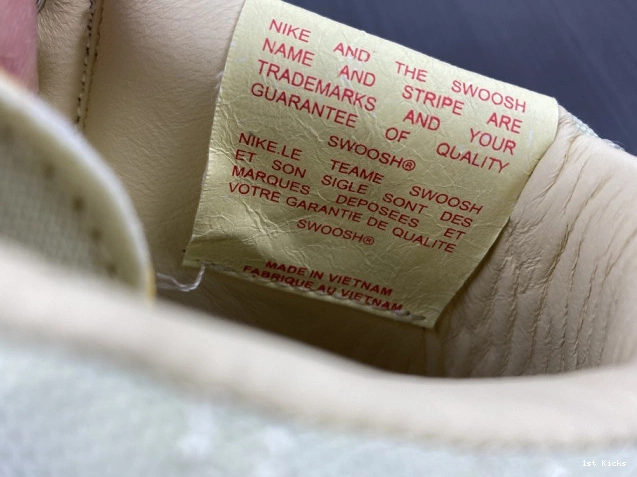 NIKE AND THE SWOOSH
NAME AND STRIPE ARE
TRADEMARKS AND YOUR
GUARANTEE OF QUALITY
SWOOSH®
NIKE.LE TEAME SWOOSH
ET SON SIGLE SONT DES
MARQUES DEPOSEES ET
VOTRE GARANTIE DE QUALITE
SWOOSH®
MADE IN VIETNAM
FABRIQUE AU VIETNAM
1st Kicks